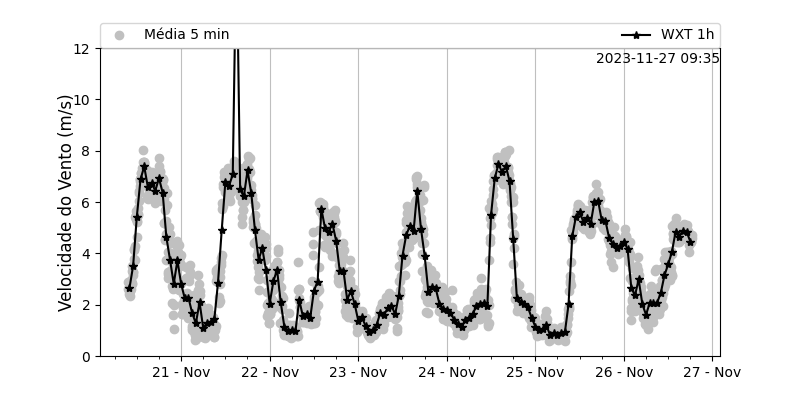 Média 5 min
WXT 1h
2023-11-27 09:35
Velocidade do Vento (m/s)
12
10
8
6
4
2
0
21 - Nov
22 - Nov
23 - Nov
24 - Nov
25 - Nov
26 - Nov
27 - Nov